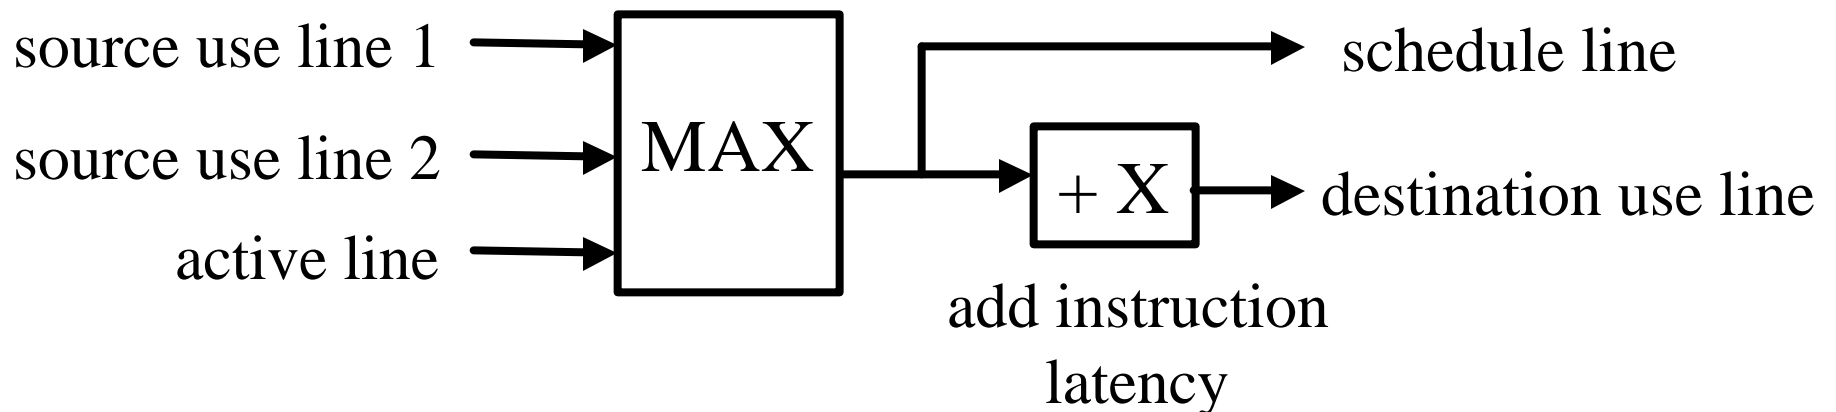 source use line 1
source use line 2
active line
MAX
schedule line
+ X
destination use line
add instruction
latency